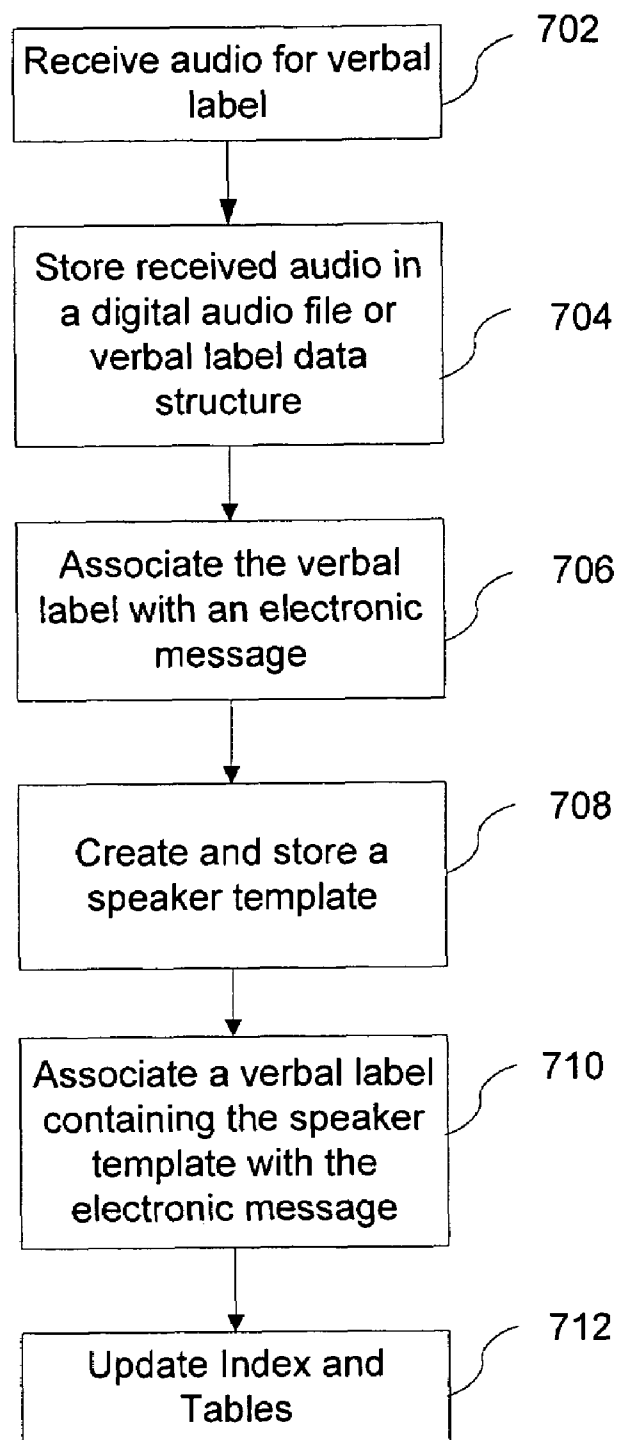 Receive audio for verbal
label
702
Store received audio in
a digital audio file or
verbal label data
structure
704
Associate the verbal
label with an electronic
message
706
Create and store a
speaker template
708
Associate a verbal label
containing the speaker
template with the
electronic message
710
Update Index and
Tables
712